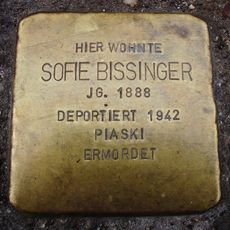 HIER WOHNTE
SOFIE BISSINGER
JG. 1888
DEPORTIERT 1942
PIASKI
ERMORDET